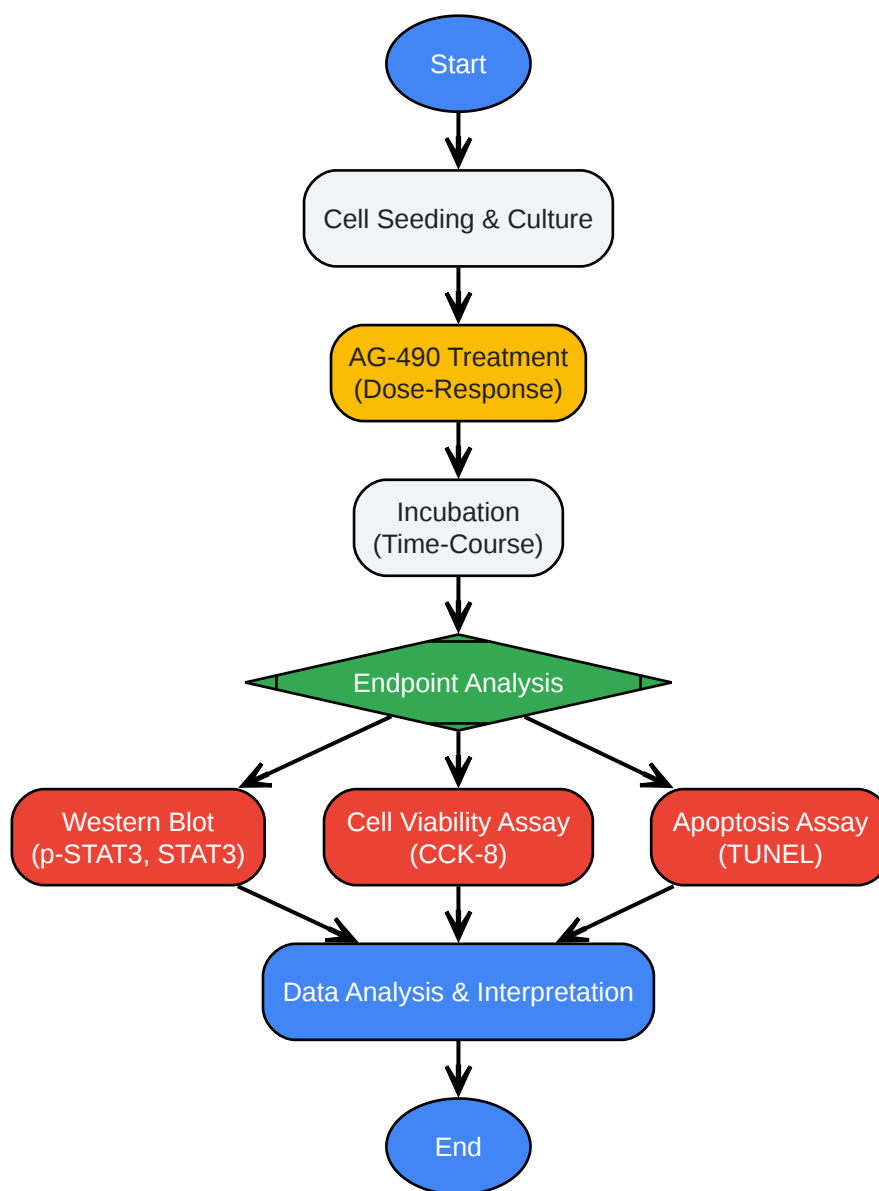 Start
Cell Seeding & Culture
AG-490 Treatment
(Dose-Response)
Incubation
(Time-Course)
Endpoint Analysis
Western Blot
(p-STAT3, STAT3)
Cell Viability Assay
(CCK-8)
Apoptosis Assay
(TUNEL)
Data Analysis & Interpretation
End